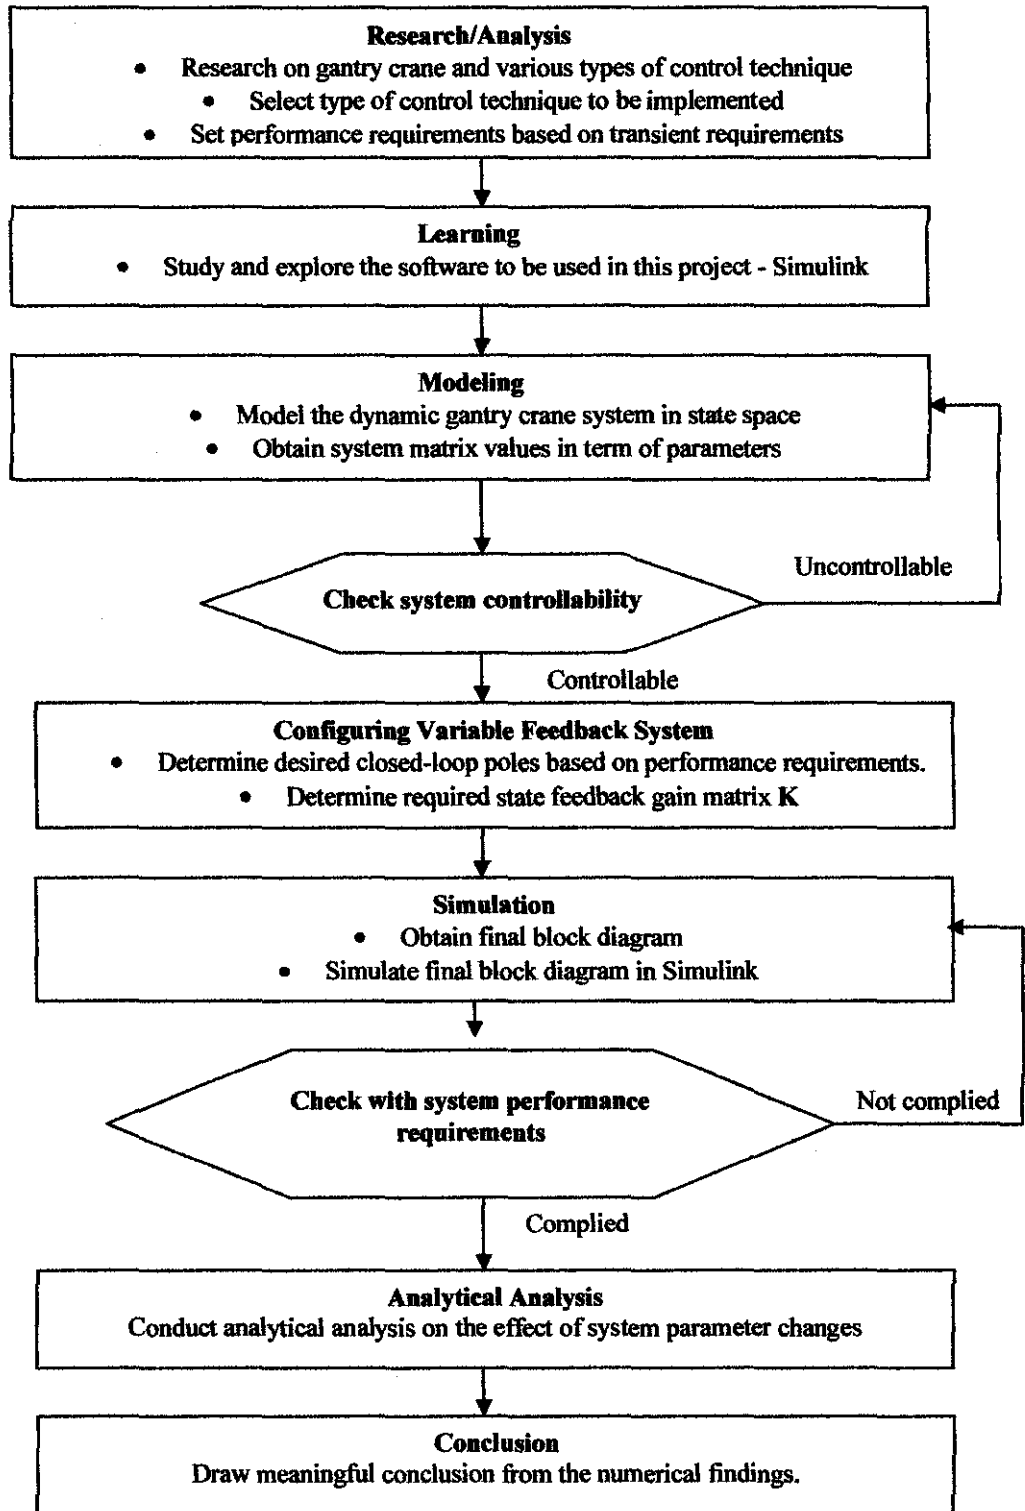 Research/Analysis
• Research on gantry crane and various types of control technique
• Select type of control technique to be implemented
• Set performance requirements based on transient requirements
Learning
• Study and explore the software to be used in this project - Simulink
Modeling
• Model the dynamic gantry crane system in state space
• Obtain system matrix values in term of parameters
Uncontrollable
Check system controllability
Controllable
Configuring Variable Feedback System
• Determine desired closed-loop poles based on performance requirements.
• Determine required state feedback gain matrix K
Simulation
• Obtain final block diagram
• Simulate final block diagram in Simulink
Check with system performance
requirements
Not complied
Complied
Analytical Analysis
Conduct analytical analysis on the effect of system parameter changes
Conclusion
Draw meaningful conclusion from the numerical findings.